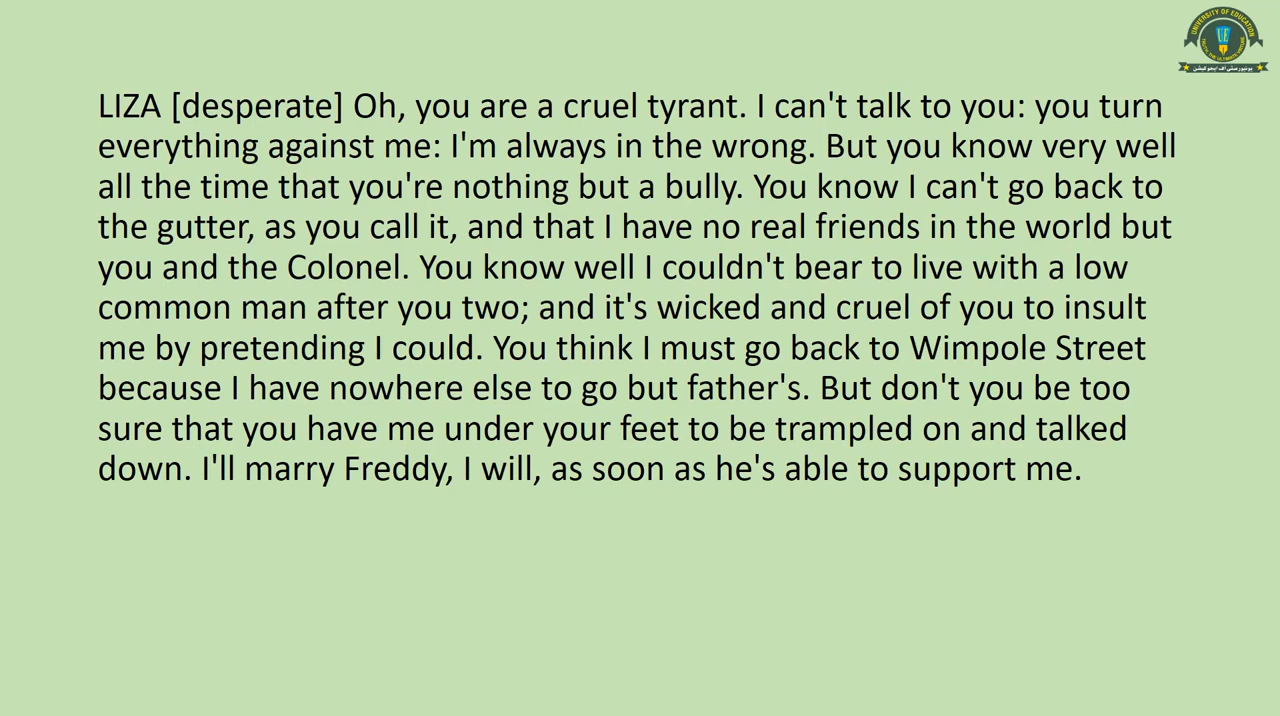 UNIVERSITY OF EDUCATION
UE
LIZA [desperate] Oh, you are a cruel tyrant. I can't talk to you: you turn
everything against me: I'm always in the wrong. But you know very well
all the time that you're nothing but a bully. You know I can't go back to
the gutter, as you call it, and that I have no real friends in the world but
you and the Colonel. You know well I couldn't bear to live with a low
common man after you two; and it's wicked and cruel of you to insult
me by pretending I could. You think I must go back to Wimpole Street
because I have nowhere else to go but father's. But don't you be too
sure that you have me under your feet to be trampled on and talked
down. I'll marry Freddy, I will, as soon as he's able to support me.